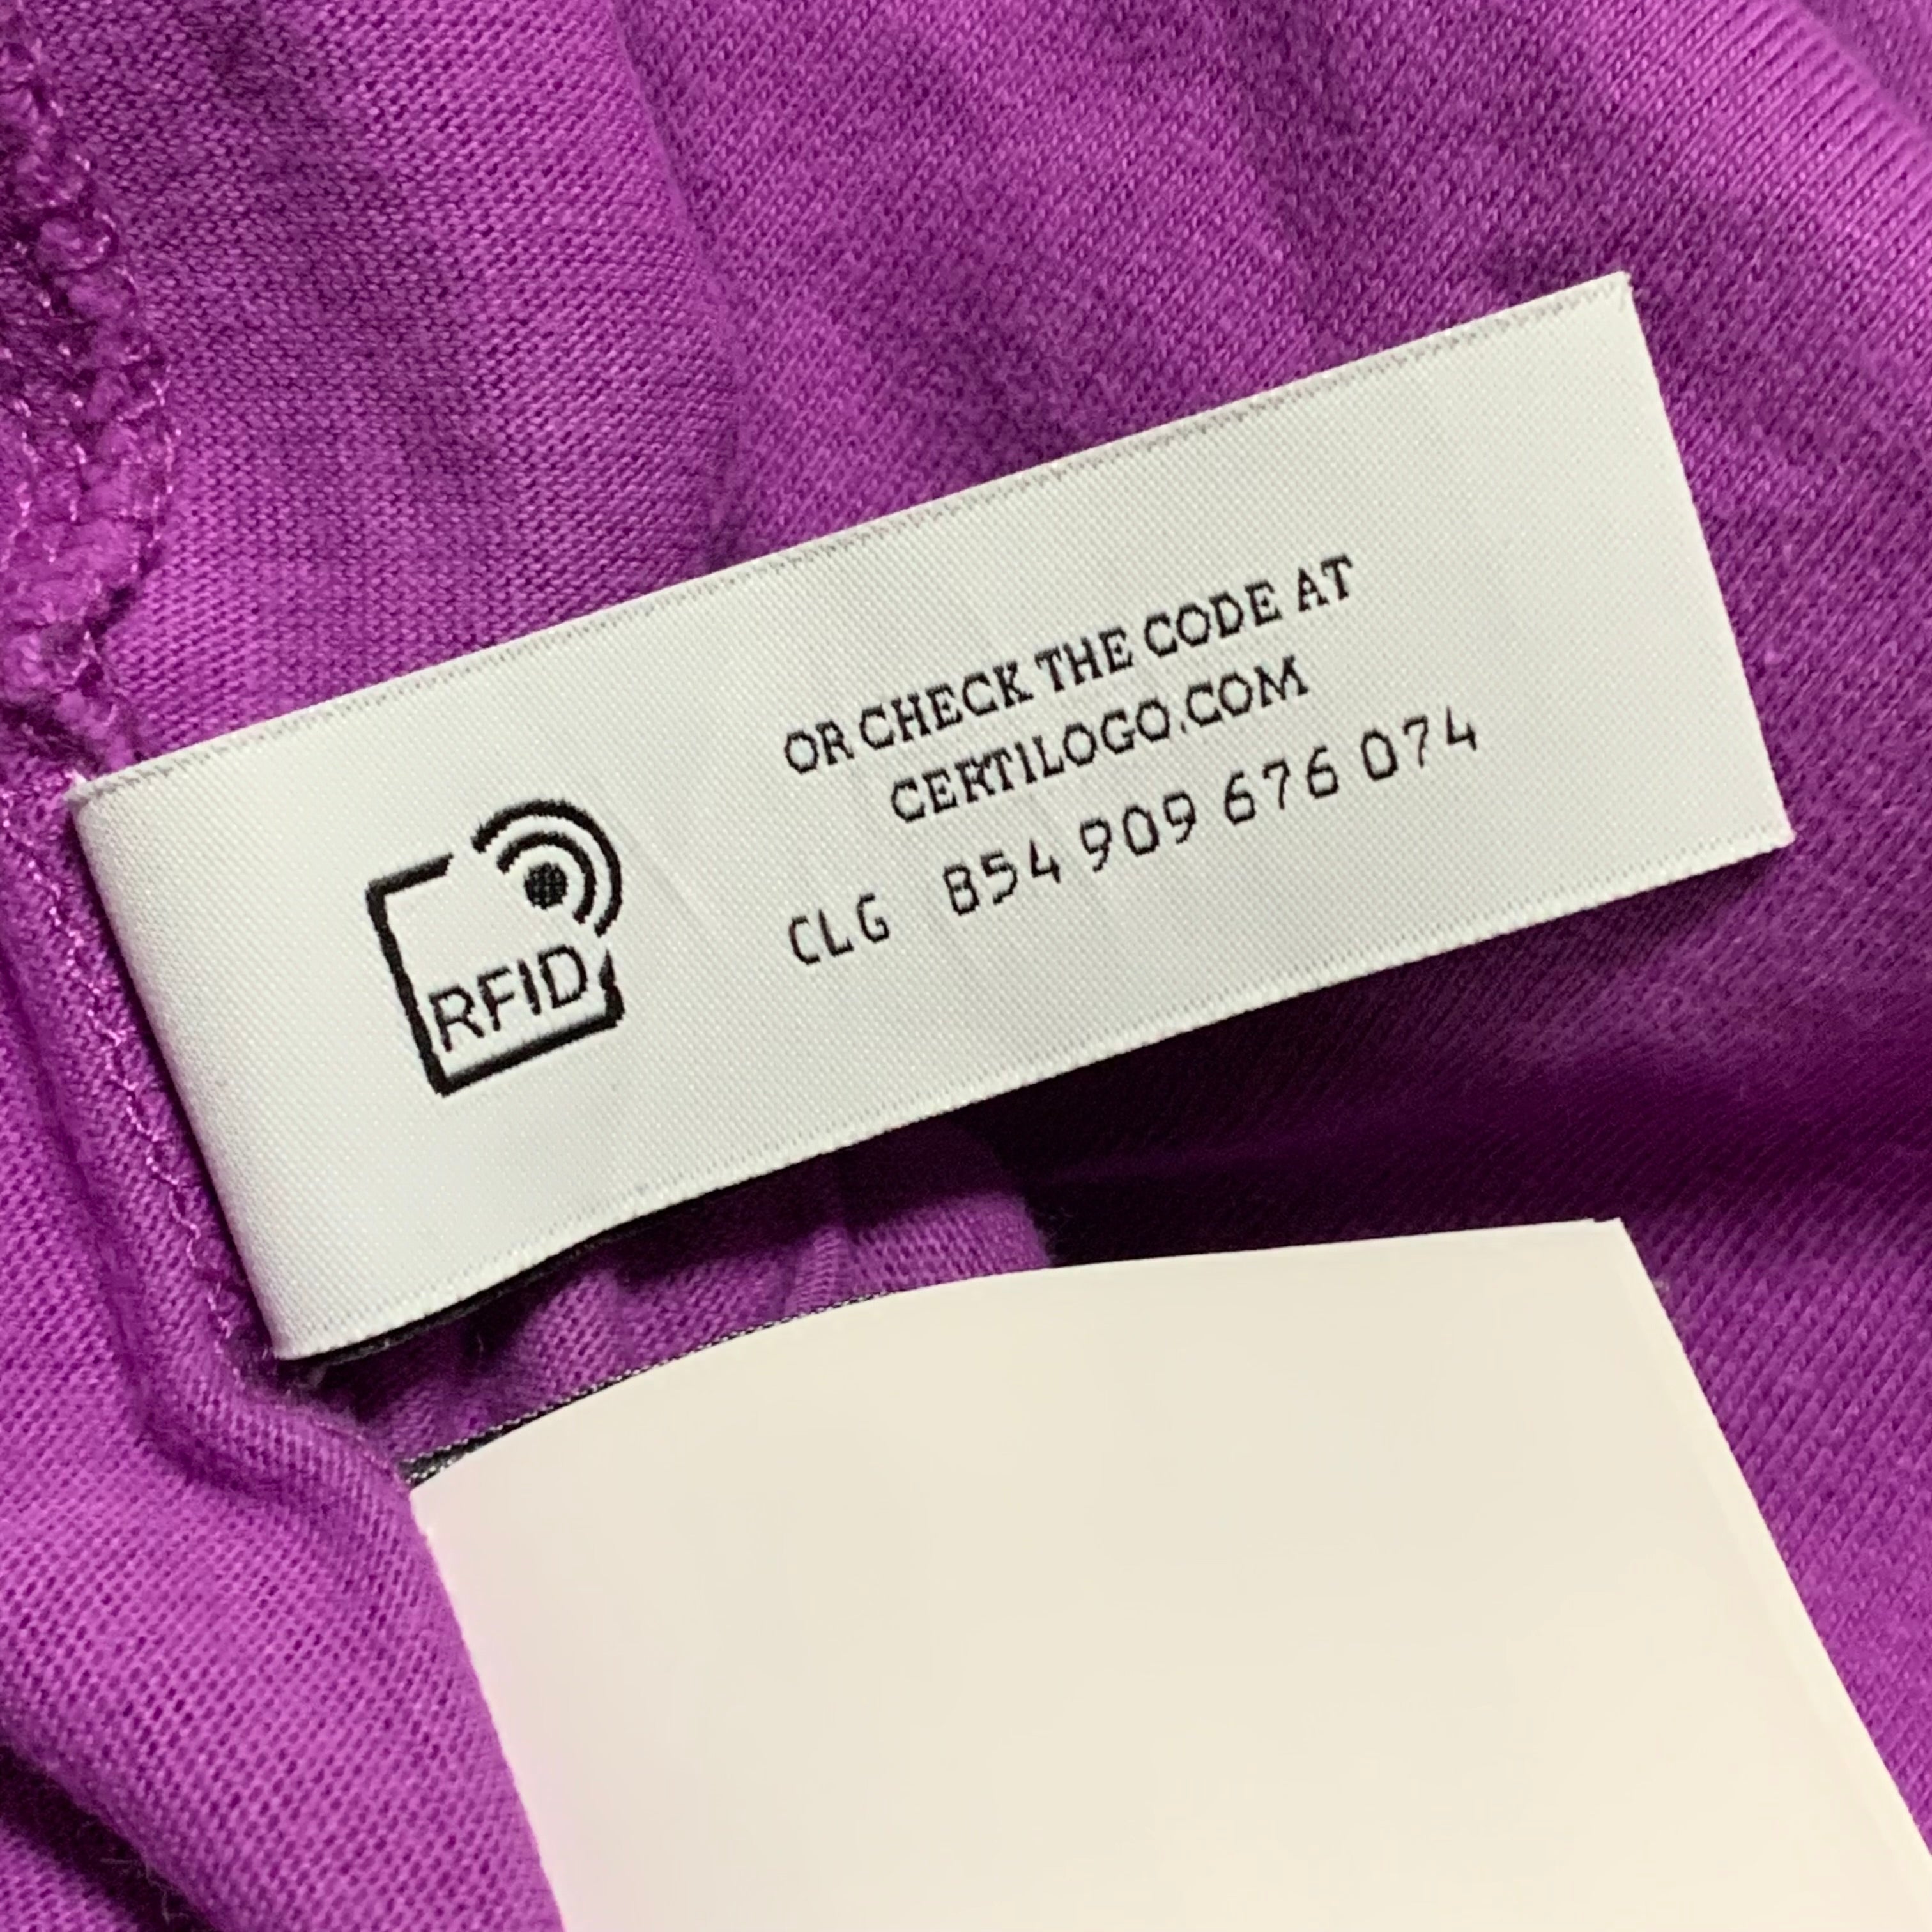 OR CHECK THE CODE AT
CERTILOGO.COM
CLG 854 909 676 074
RFID